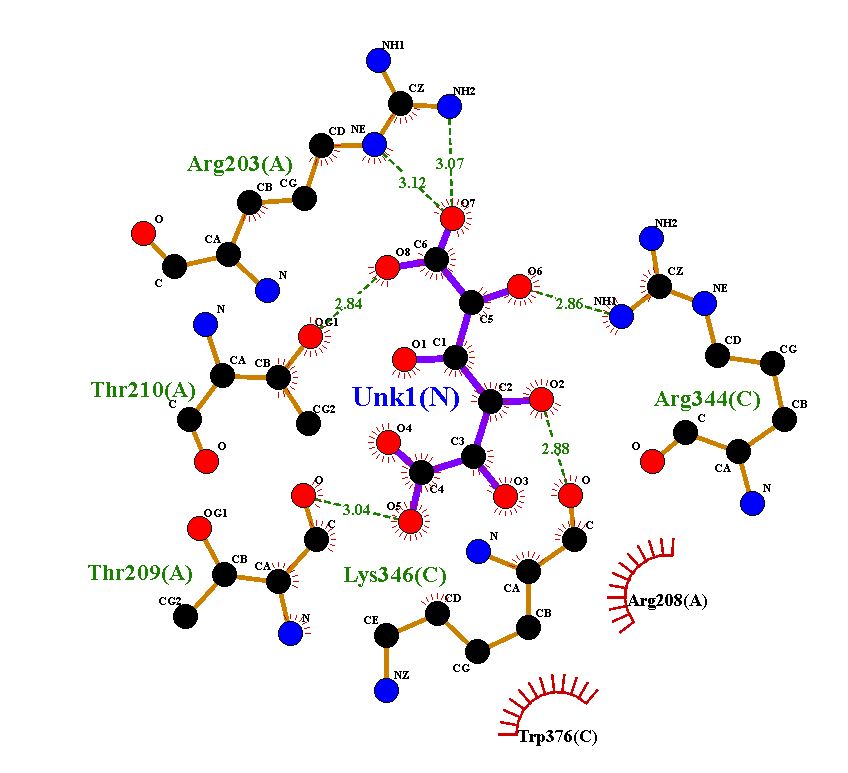 NH1
CZ NH2
CD NE
Arg203(A) 3.07
3.12
CB CG
O7
O
CA C6
O8
C N
NH2
CZ
O6
NE
NH1
2.84 2.86
C5
N OG1
O1 C1
CD CG
CA CB
Thr210(A) Unk1(N) C2 O2 Arg344(C)
C CG2
CB
C
O4
O CA
C3 2.88 O
C4
O O3 O N
O5
OG1 3.04
C N C
CB CA
Thr209(A) Lys346(C)
CA
CD
CG2 Arg208(A)
N CE CB
CG
NZ
Trp376(C)